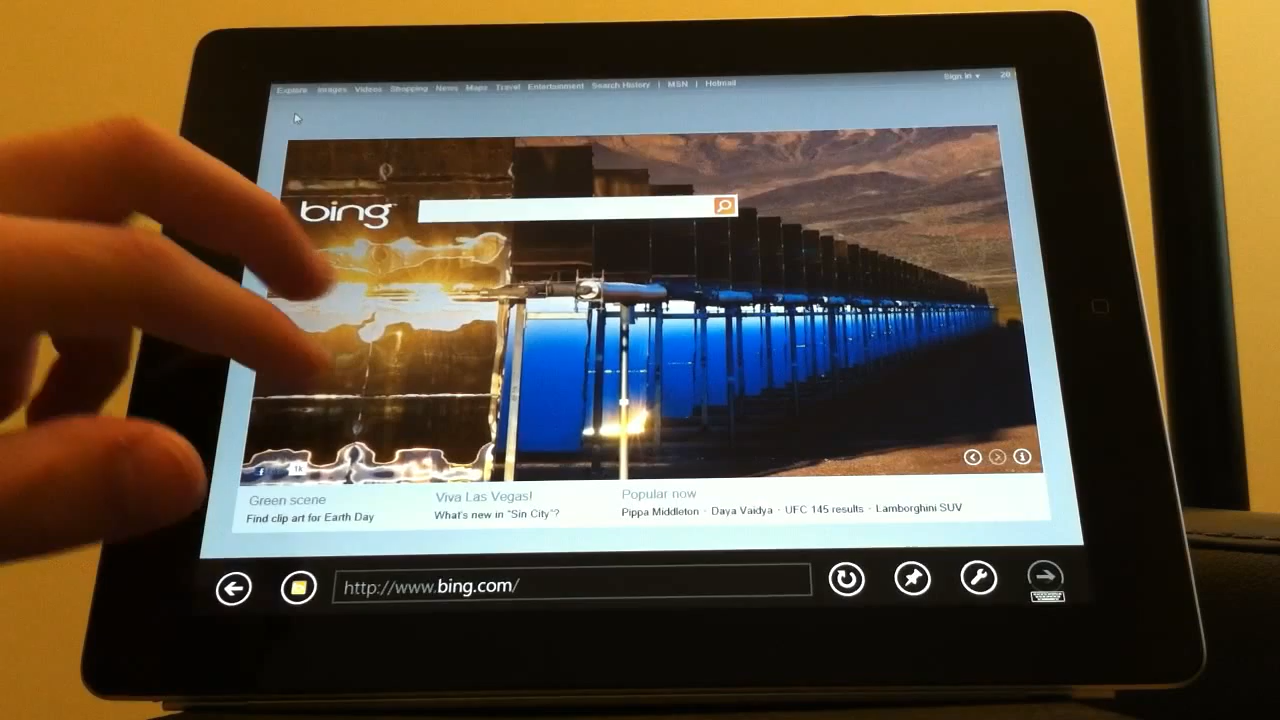 Explore Images Videos Shopping News Maps Travel Entertainment Search History | MSN | Hotmail
Sign in 20
bing
f 1k
Green scene
Find clip art for Earth Day
Viva Las Vegas!
What's new in "Sin City"?
Popular now
Pippa Middleton · Daya Vaidya · UFC 145 results · Lamborghini SUV
http://www.bing.com/